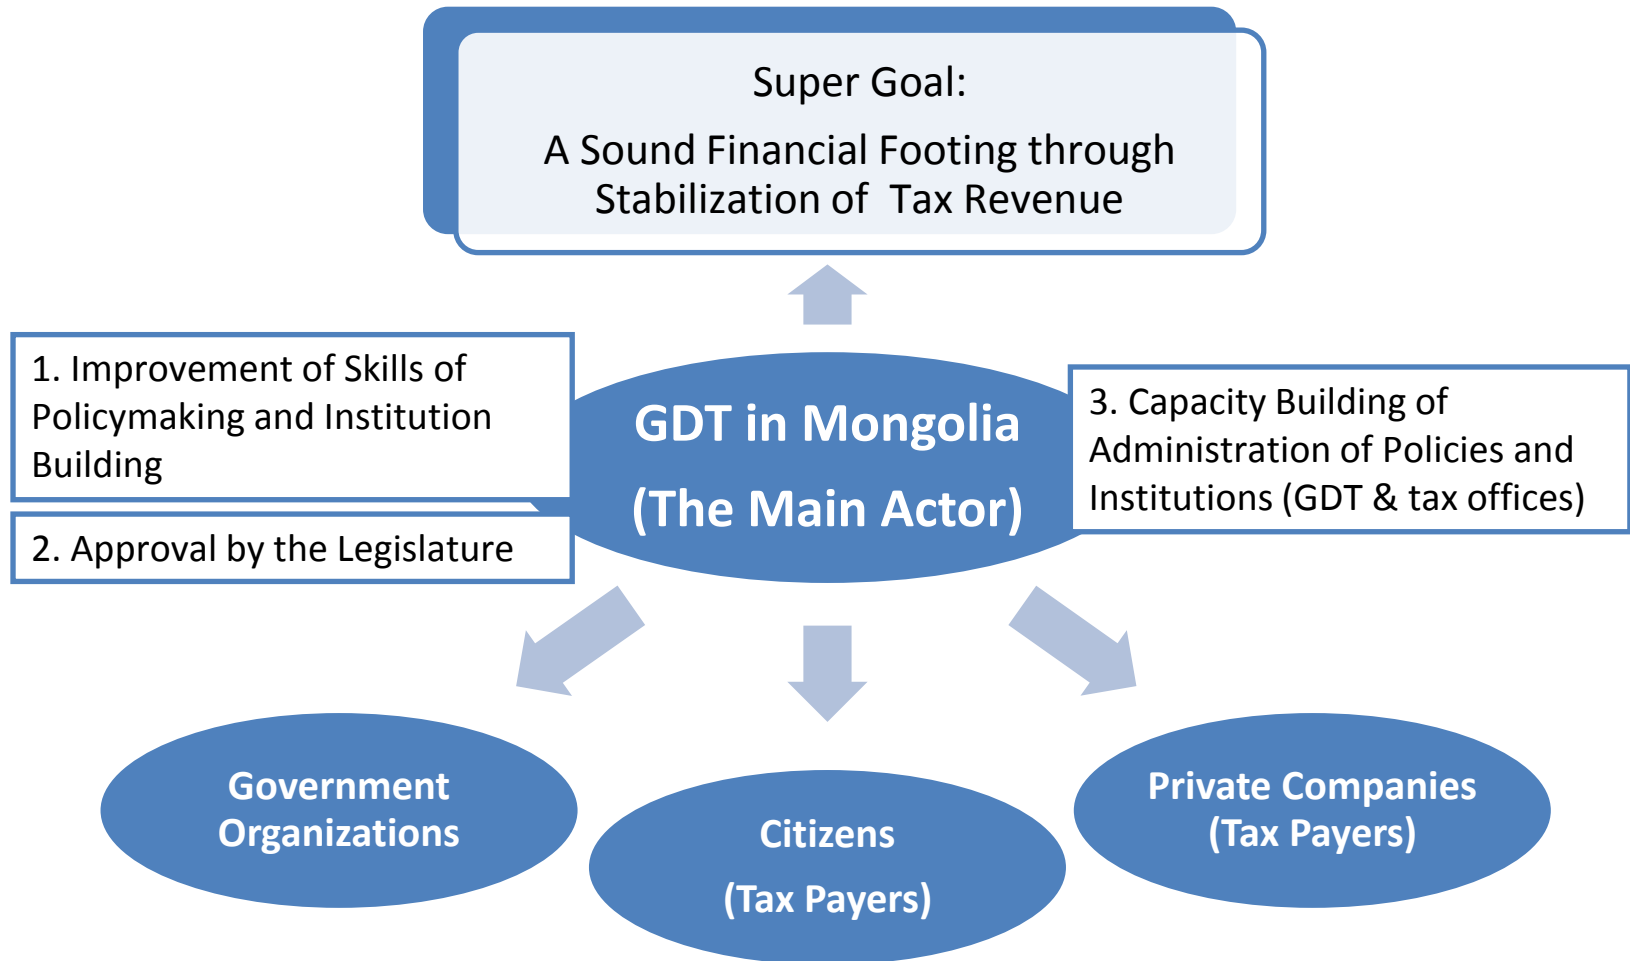 Super Goal:
A Sound Financial Footing through
Stabilization of Tax Revenue
1. Improvement of Skills of
Policymaking and Institution
Building
2. Approval by the Legislature
GDT in Mongolia
(The Main Actor)
3. Capacity Building of
Administration of Policies and
Institutions (GDT & tax offices)
Government
Organizations
Citizens
(Tax Payers)
Private Companies
(Tax Payers)